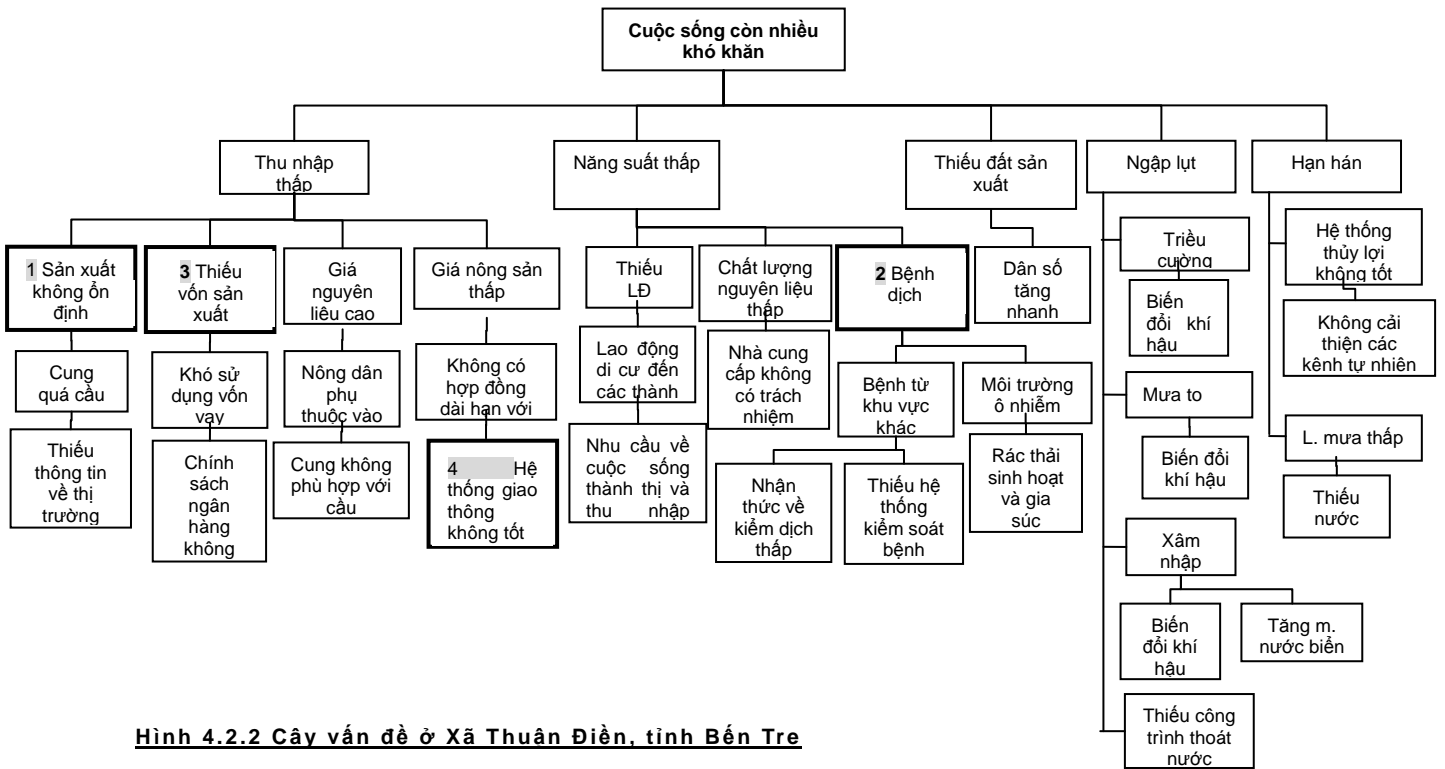 Cuộc sống còn nhiều
khó khăn
Thu nhập
thấp
Năng suất thấp
Thiếu đất sản
xuất
Ngập lụt
Hạn hán
1 Sản xuất
không ổn
định
3 Thiếu
vốn sản
xuất
Giá
nguyên
liêu cao
Giá nông sản
thấp
Thiếu
LĐ
Chất lượng
nguyên liệu
thấp
2 Bệnh
dịch
Dân số
tăng
nhanh
Triều
cường
Hệ thống
thủy lợi
không tốt
Biến
đổi khí
hậu
Không cải
thiện các
kênh tự nhiên
Cung
quá cầu
Khó sử
dụng vốn
vay
Nông dân
phụ
thuộc vào
Không có
hợp đồng
dài hạn với
Lao động
di cư đến
các thành
Nhà cung
cấp không
có trách
nhiệm
Bệnh từ
khu vực
khác
Môi trường
ô nhiễm
Mưa to
L. mưa thấp
Thiếu
thông tin
về thị
trường
Chính
sách
ngân
hàng
không
Cung không
phù hợp với
cầu
4 Hệ
thống giao
thông
không tốt
Nhu cầu về
cuộc sống
thành thị và
thu nhập
Nhận
thức về
kiểm dịch
thấp
Thiếu hệ
thống
kiểm soát
bệnh
Rác thải
sinh hoạt
và gia
súc
Biến đổi
khí hậu
Thiếu
nước
Xâm
nhập
Biến
đổi khí
hậu
Tăng m.
nước biển
Thiếu công
trình thoát
nước
Hình 4.2.2 Cây vấn đề ở Xã Thuận Điền, tỉnh Bến Tre